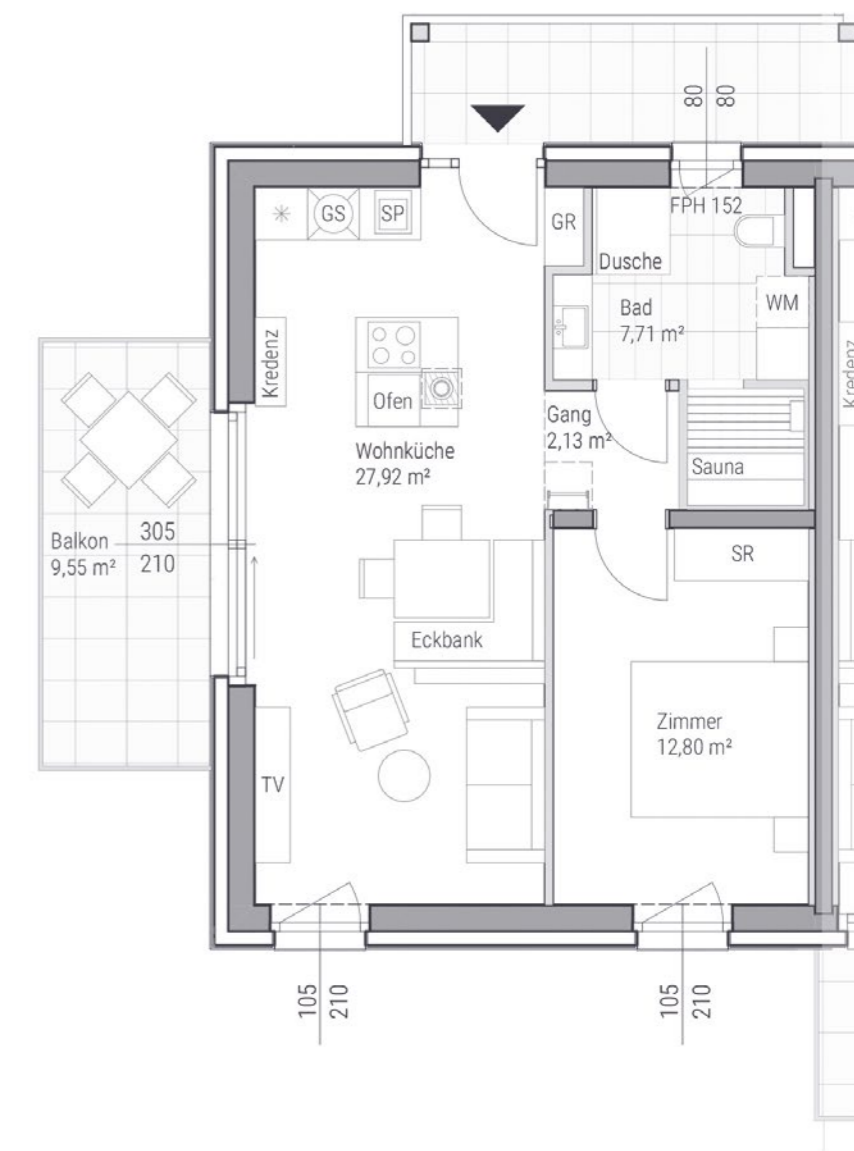 80
80
FPH 152
GS
SP
GR
Dusche
Bad
7,71 m²
WM
Kredenz
Kredenz
Ofen
Gang
2,13 m²
Wohnküche
27,92 m²
Sauna
Balkon
9,55 m²
305
210
SR
Eckbank
Zimmer
12,80 m²
TV
105
210
105
210